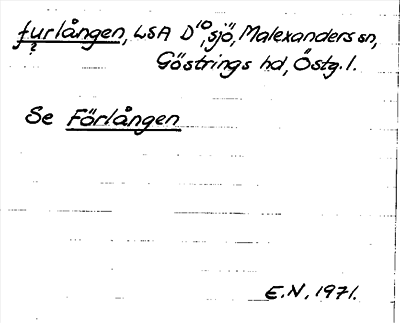 furlången, LSA D10, sjö, Malexanders sn,
?
Göstrings hd, Östg.l.
Se Förlången
E.N. 1971.